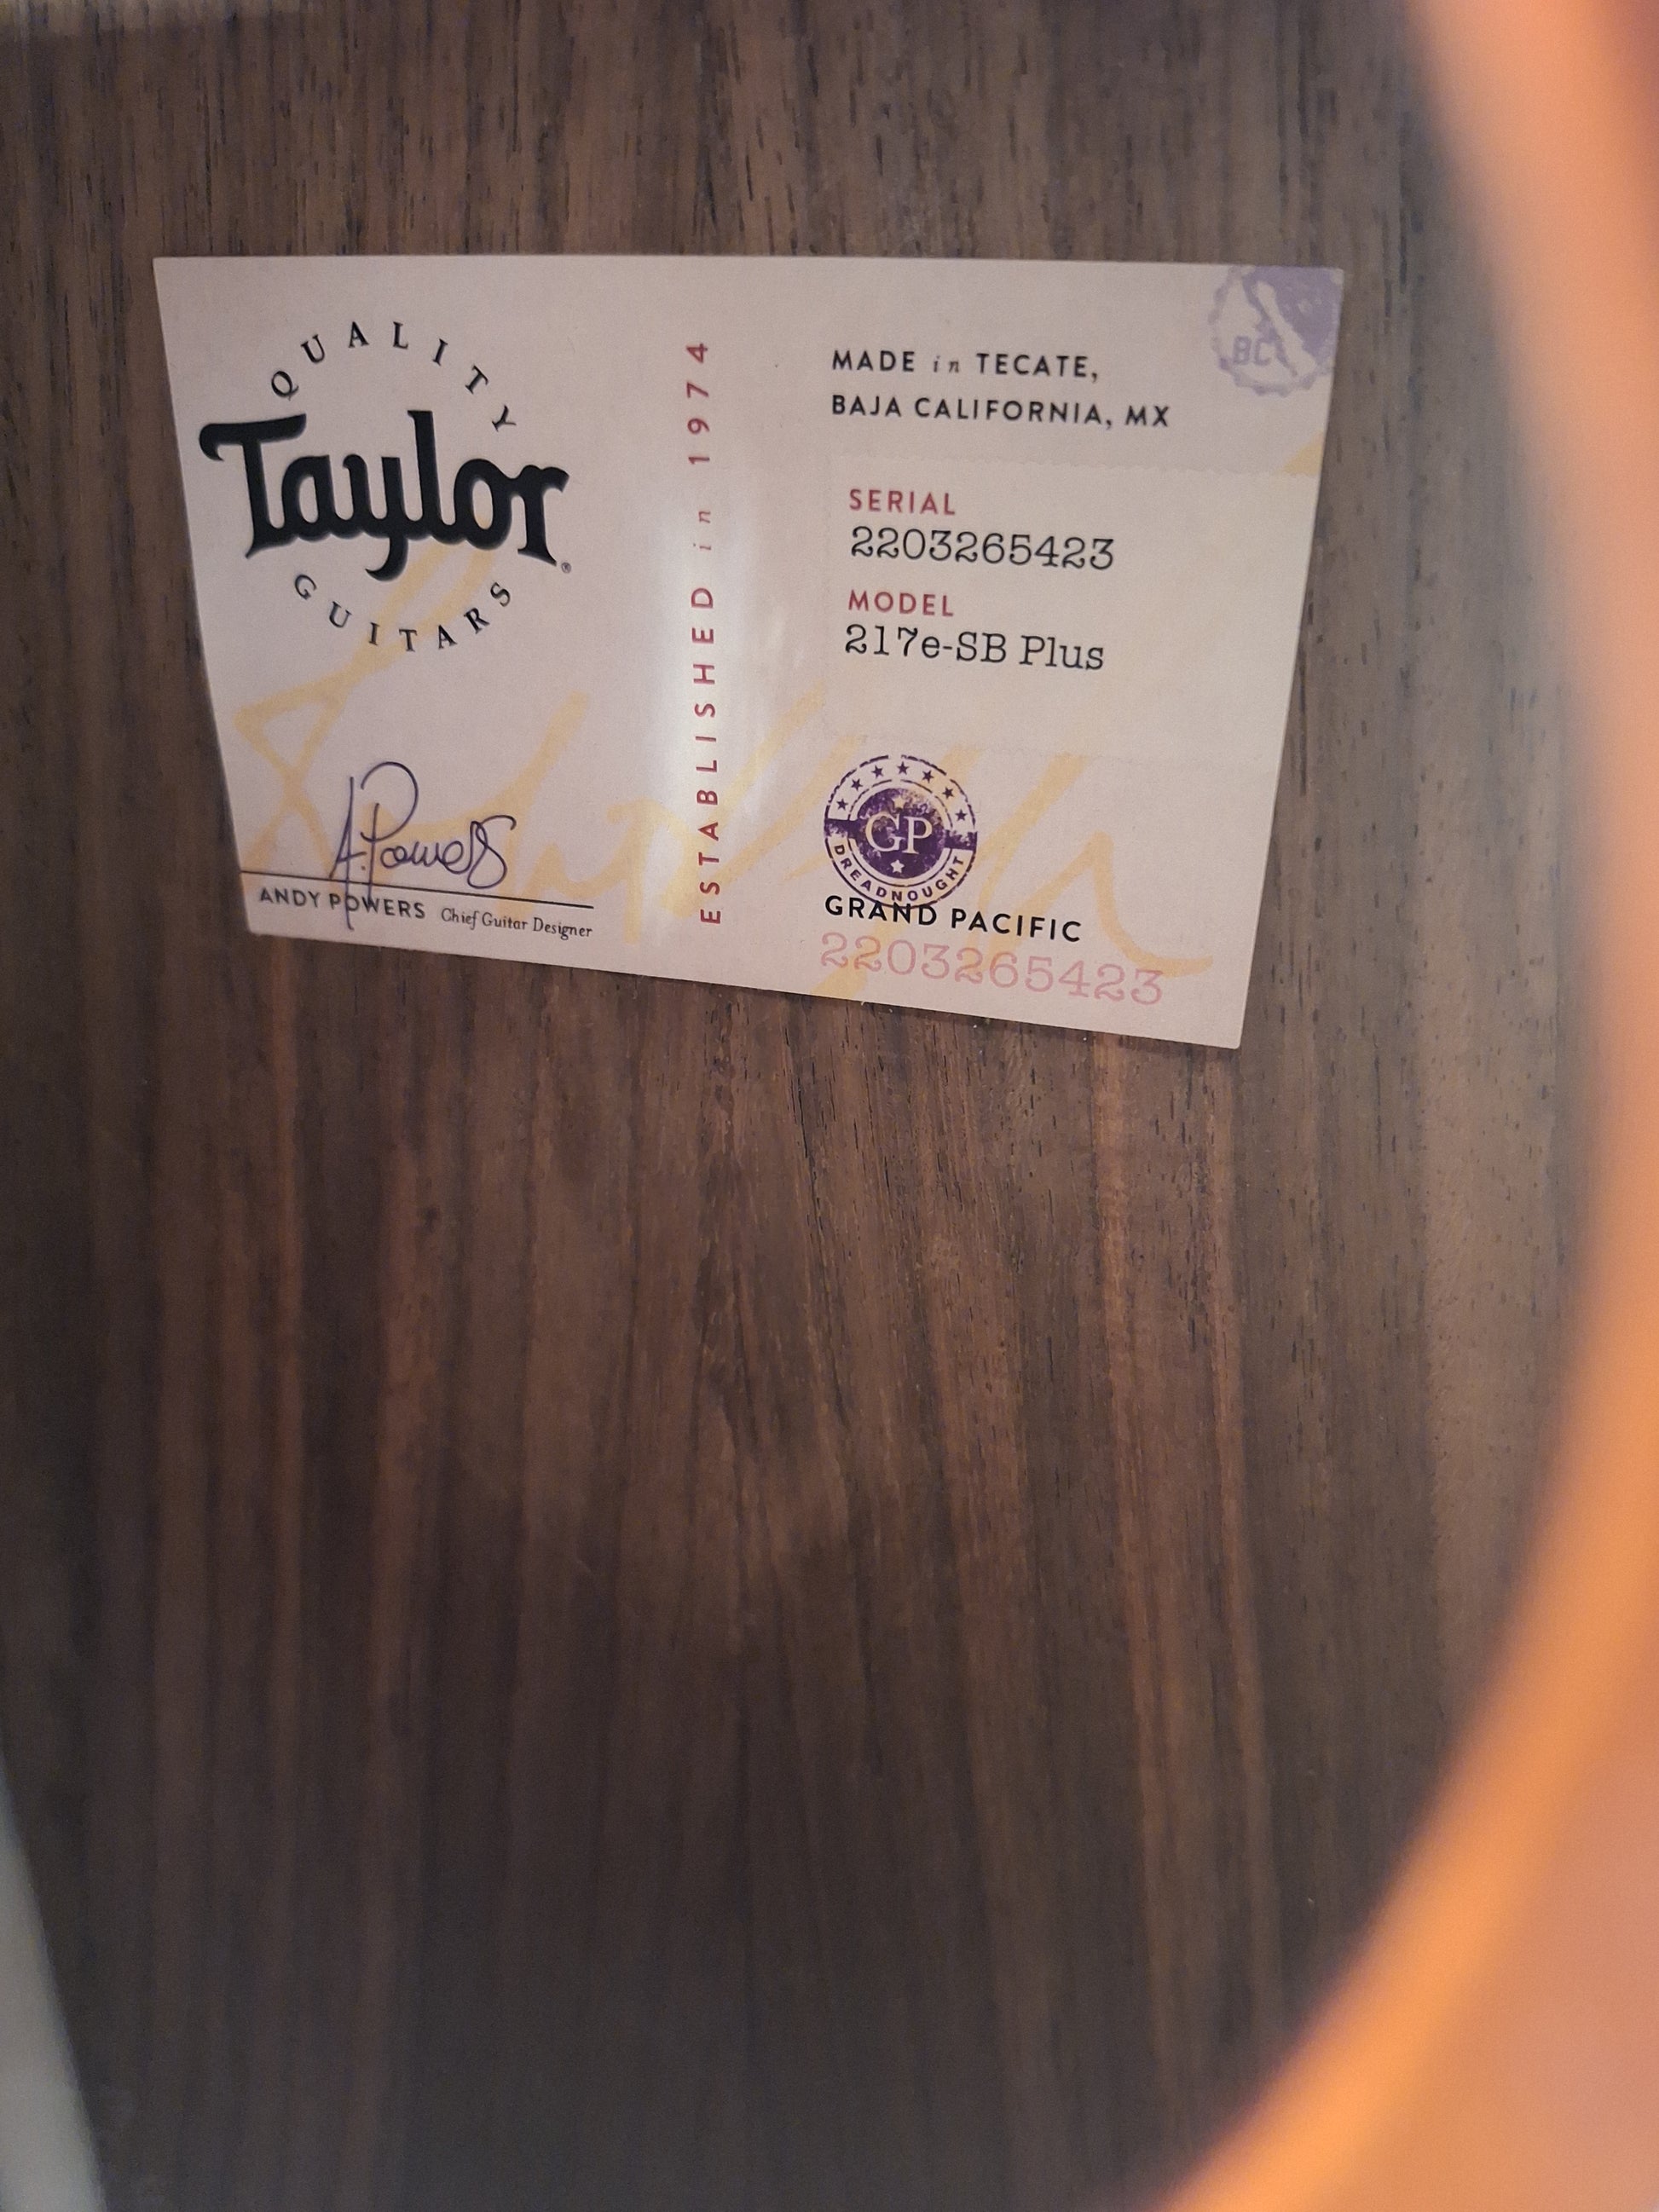 QUALITY
Taylor®
GUITARS
A. Powers
ANDY POWERS Chief Guitar Designer
ESTABLISHED in 1974
BC
MADE in TECATE,
BAJA CALIFORNIA, MX
SERIAL
2203265423
MODEL
217e-SB Plus
GP
DREADNOUGHT
GRAND PACIFIC
2203265423